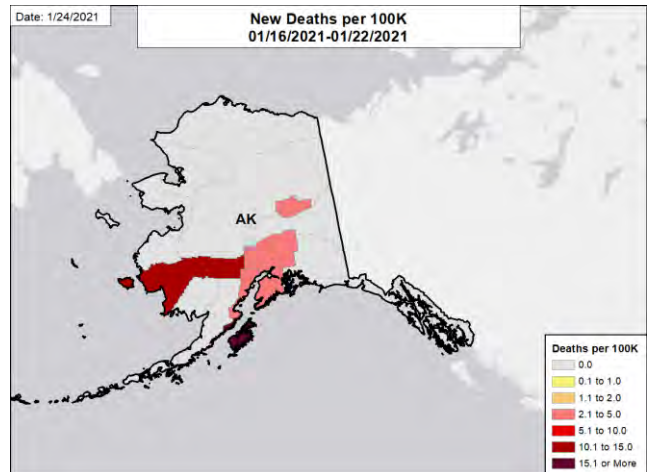 Date: 1/24/2021
New Deaths per 100K
01/16/2021-01/22/2021
AK
Deaths per 100K
0.0
0.1 to 1.0
1.1 to 2.0
2.1 to 5.0
5.1 to 10.0
10.1 to 15.0
15.1 or More